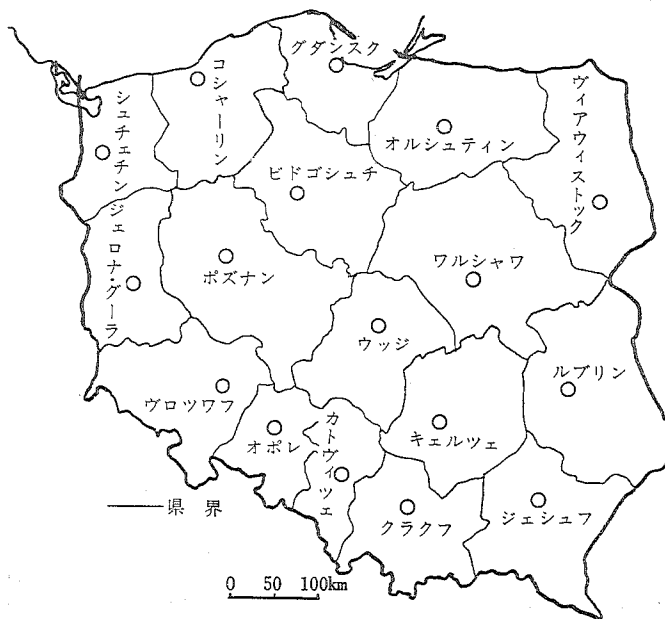 グダンスク
コシャーリン
シュチェチン
オルシュティン
ヴィアウィストック
ビドゴシュチ
ジェロナ・グーラ
ポズナン
ワルシャワ
ウッジ
ルブリン
ヴロツワフ
オポレ
カトヴィツェ
キェルツェ
クラクフ
ジェシュフ
県界
0 50 100km